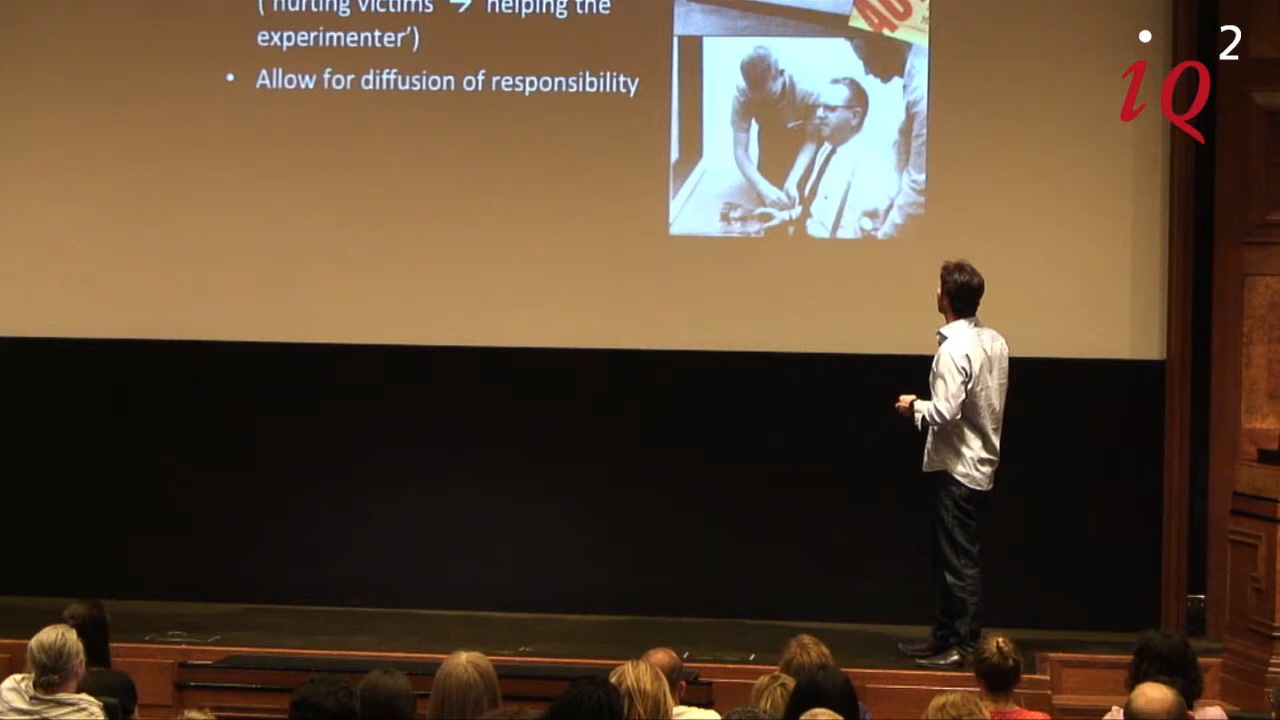 ('hurting victims' → helping the
experimenter')
• Allow for diffusion of responsibility
iQ2